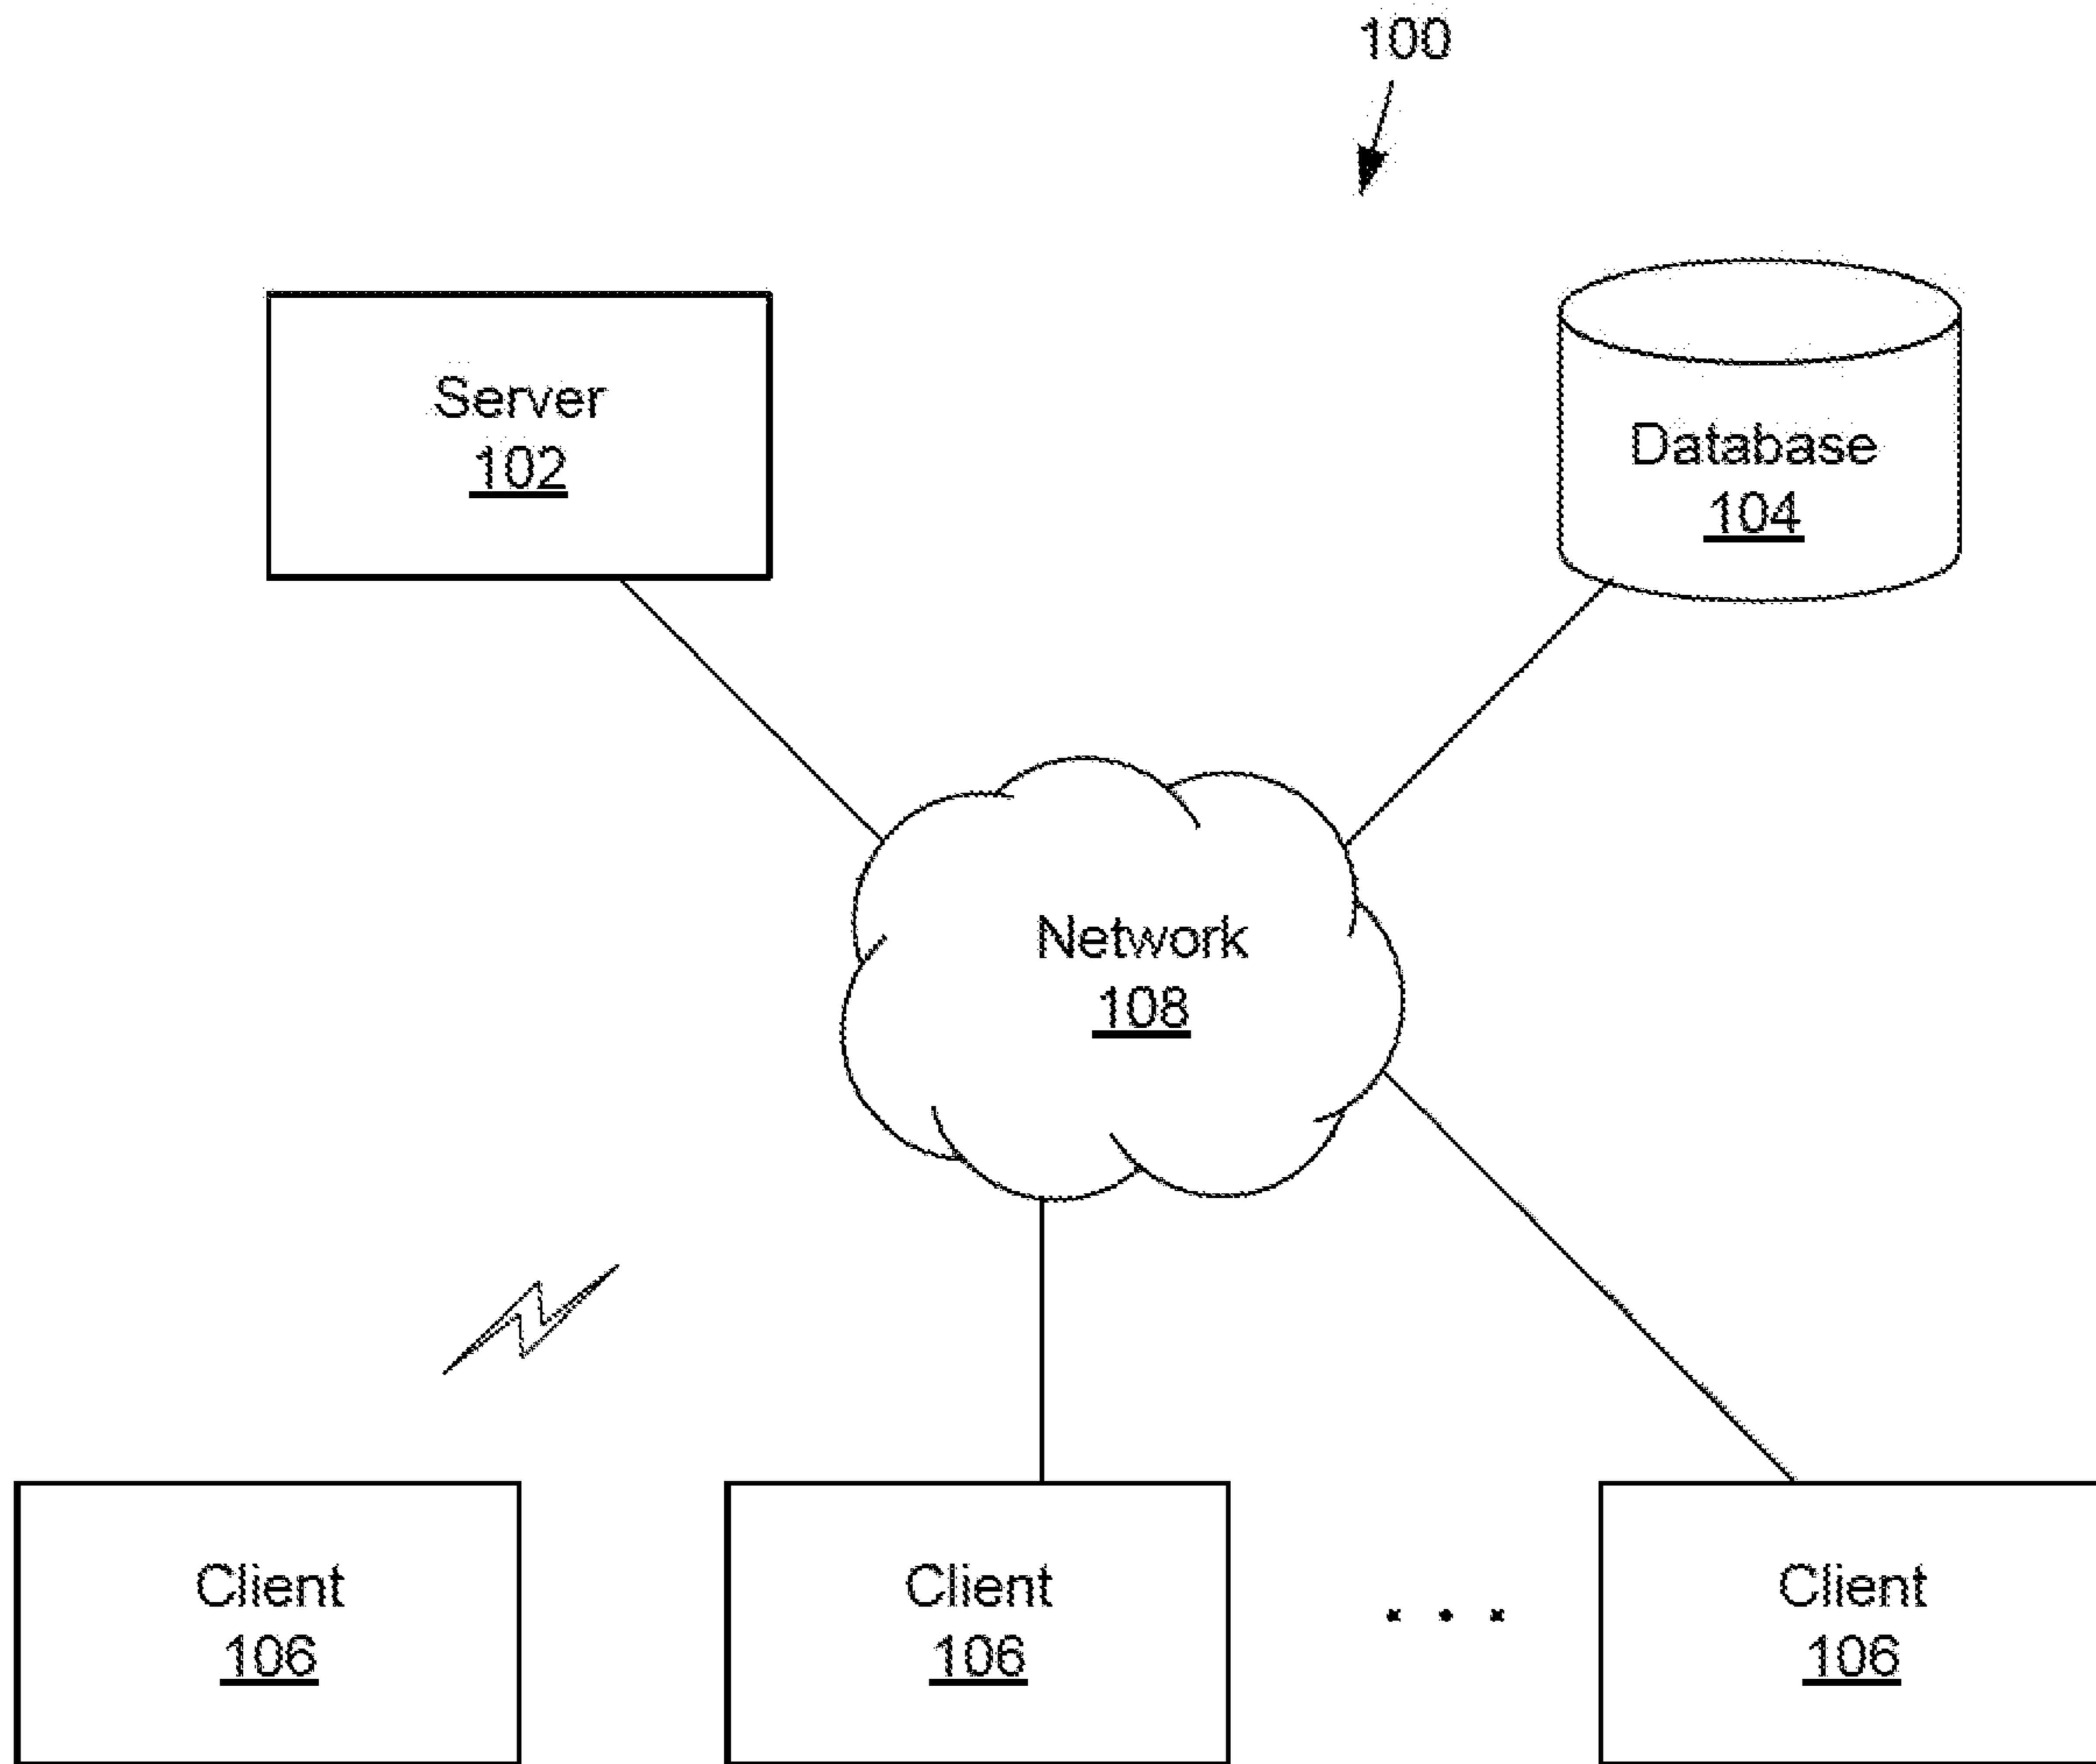 100
Server
102
Database
104
Network
108
Client
106
Client
106
. . .
Client
106